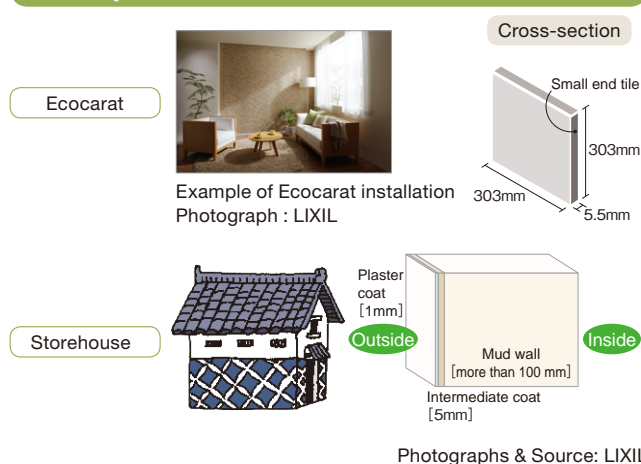 Cross-section
Ecocarat
Small end tile
303mm
303mm
5.5mm
Example of Ecocarat installation
Photograph : LIXIL
Storehouse
Plaster
coat
[1mm]
Outside
Mud wall
[more than 100 mm]
Inside
Intermediate coat
[5mm]
Photographs & Source: LIXIL